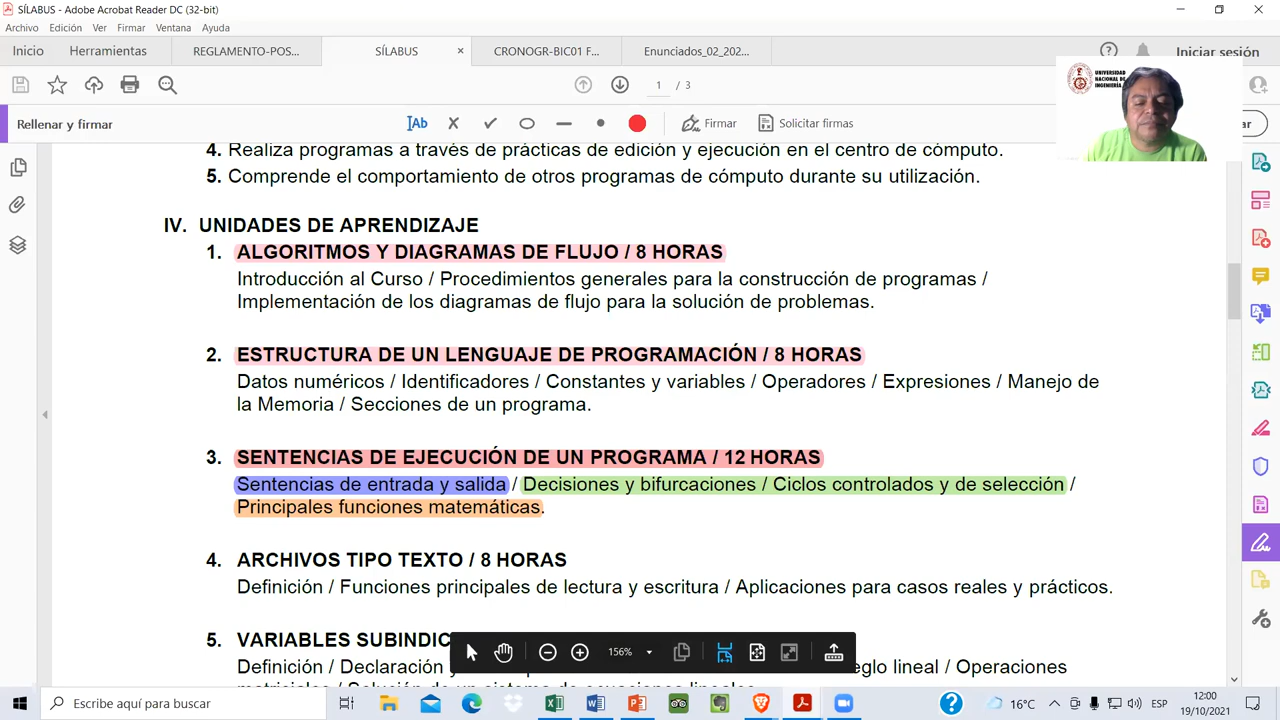 SÍLABUS - Adobe Acrobat Reader DC (32-bit)
Archivo Edición Ver Firmar Ventana Ayuda
Inicio Herramientas REGLAMENTO-POS... SÍLABUS × CRONOGR-BIC01 F... Enunciados_02_202... Iniciar sesión
1 / 3
UNIVERSIDAD
NACIONAL DE
INGENIERÍA
Rellenar y firmar Ab Firmar Solicitar firmas ar
4. Realiza programas a través de prácticas de edición y ejecución en el centro de cómputo.
5. Comprende el comportamiento de otros programas de cómputo durante su utilización.
IV. UNIDADES DE APRENDIZAJE
1. ALGORITMOS Y DIAGRAMAS DE FLUJO / 8 HORAS
Introducción al Curso / Procedimientos generales para la construcción de programas /
Implementación de los diagramas de flujo para la solución de problemas.
2. ESTRUCTURA DE UN LENGUAJE DE PROGRAMACIÓN / 8 HORAS
Datos numéricos / Identificadores / Constantes y variables / Operadores / Expresiones / Manejo de
la Memoria / Secciones de un programa.
3. SENTENCIAS DE EJECUCIÓN DE UN PROGRAMA / 12 HORAS
Sentencias de entrada y salida / Decisiones y bifurcaciones / Ciclos controlados y de selección /
Principales funciones matemáticas.
4. ARCHIVOS TIPO TEXTO / 8 HORAS
Definición / Funciones principales de lectura y escritura / Aplicaciones para casos reales y prácticos.
5. VARIABLES SUBINDIC
156%
Definición / Declaración eglo lineal / Operaciones
Escribe aquí para buscar
16°C ESP
12:00
19/10/2021